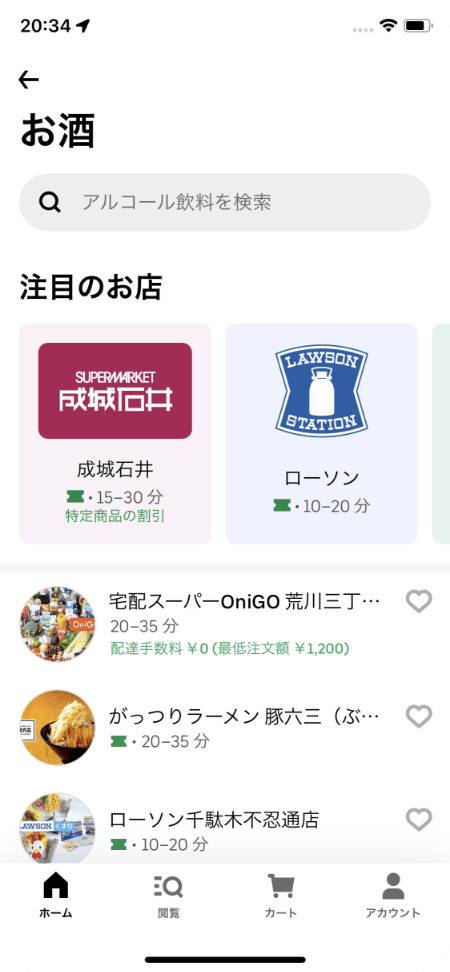 20:34
お酒
アルコール飲料を検索
注目のお店
SUPERMARKET
成城石井
LAWSON
STATION
成城石井
• 15–30 分
特定商品の割引
ローソン
• 10–20 分
OniG
宅配スーパーOniGO 荒川三丁…
20–35 分
配達手数料 ¥0 (最低注文額 ¥1,200)
がっつりラーメン 豚六三（ぶ…
• 20–35 分
LAWSON くすり
ローソン千駄木不忍通店
• 10–20 分
ホーム
閲覧
カート
アカウント